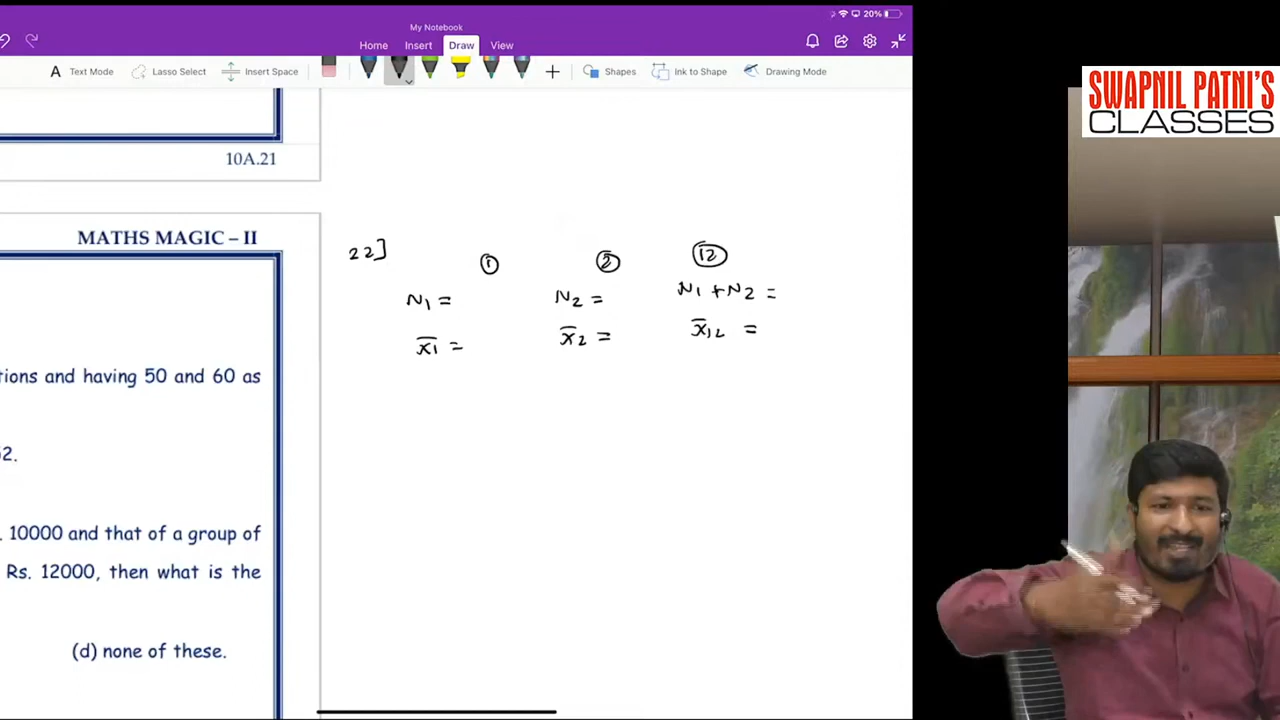 20%
My Notebook
Home Insert Draw View
Text Mode Lasso Select Insert Space Shapes Ink to Shape Drawing Mode
SWAPNIL PATNI'S
CLASSES
10A.21
MATHS MAGIC – II
tions and having 50 and 60 as
52.
. 10000 and that of a group of
Rs. 12000, then what is the
(d) none of these.
22] ① ② ⑫
N₁ = N₂ = N₁ + N₂ =
x̄₁ = x̄₂ = x̄₁₂ =